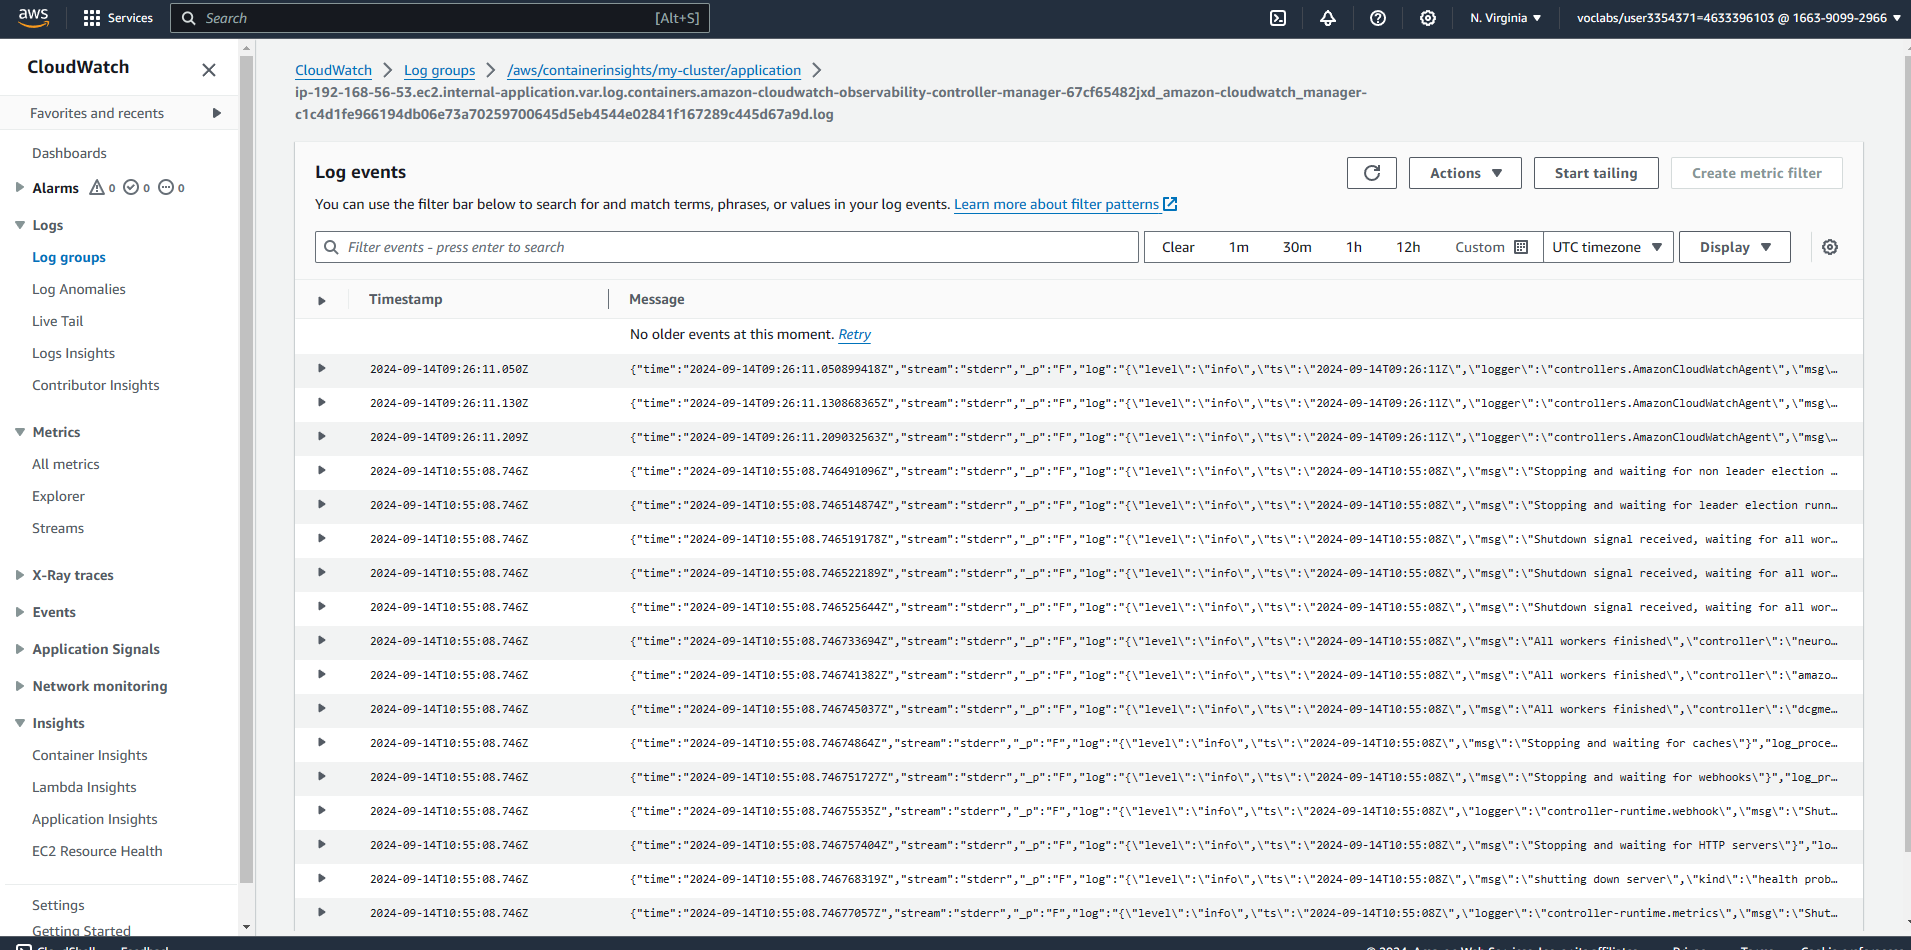 aws
Services
Search
[Alt+S]
N. Virginia
voclabs/user3354371=4633396103 @ 1663-9099-2966
CloudWatch
Favorites and recents
Dashboards
Alarms 0 0 0
Logs
Log groups
Log Anomalies
Live Tail
Logs Insights
Contributor Insights
Metrics
All metrics
Explorer
Streams
X-Ray traces
Events
Application Signals
Network monitoring
Insights
Container Insights
Lambda Insights
Application Insights
EC2 Resource Health
Settings
Getting Started
CloudWatch
Log groups
/aws/containerinsights/my-cluster/application
ip-192-168-56-53.ec2.internal-application.var.log.containers.amazon-cloudwatch-observability-controller-manager-67cf65482jxd_amazon-cloudwatch_manager-
c1c4d1fe966194db06e73a70259700645d5eb4544e02841f167289c445d67a9d.log
Log events
Actions
Start tailing
Create metric filter
You can use the filter bar below to search for and match terms, phrases, or values in your log events. Learn more about filter patterns
Filter events - press enter to search
Clear
1m
30m
1h
12h
Custom
UTC timezone
Display
Timestamp
Message
No older events at this moment. Retry
2024-09-14T09:26:11.050Z {"time":"2024-09-14T09:26:11.050899418Z","stream":"stderr","_p":"F","log":"{\"level\":\"info\",\"ts\":\"2024-09-14T09:26:11Z\",\"logger\":\"controllers.AmazonCloudWatchAgent\",\"msg\…
2024-09-14T09:26:11.130Z {"time":"2024-09-14T09:26:11.130868365Z","stream":"stderr","_p":"F","log":"{\"level\":\"info\",\"ts\":\"2024-09-14T09:26:11Z\",\"logger\":\"controllers.AmazonCloudWatchAgent\",\"msg\…
2024-09-14T09:26:11.209Z {"time":"2024-09-14T09:26:11.209032563Z","stream":"stderr","_p":"F","log":"{\"level\":\"info\",\"ts\":\"2024-09-14T09:26:11Z\",\"logger\":\"controllers.AmazonCloudWatchAgent\",\"msg\…
2024-09-14T10:55:08.746Z {"time":"2024-09-14T10:55:08.746491096Z","stream":"stderr","_p":"F","log":"{\"level\":\"info\",\"ts\":\"2024-09-14T10:55:08Z\",\"msg\":\"Stopping and waiting for non leader election …
2024-09-14T10:55:08.746Z {"time":"2024-09-14T10:55:08.746514874Z","stream":"stderr","_p":"F","log":"{\"level\":\"info\",\"ts\":\"2024-09-14T10:55:08Z\",\"msg\":\"Stopping and waiting for leader election runn…
2024-09-14T10:55:08.746Z {"time":"2024-09-14T10:55:08.746519178Z","stream":"stderr","_p":"F","log":"{\"level\":\"info\",\"ts\":\"2024-09-14T10:55:08Z\",\"msg\":\"Shutdown signal received, waiting for all wor…
2024-09-14T10:55:08.746Z {"time":"2024-09-14T10:55:08.746522189Z","stream":"stderr","_p":"F","log":"{\"level\":\"info\",\"ts\":\"2024-09-14T10:55:08Z\",\"msg\":\"Shutdown signal received, waiting for all wor…
2024-09-14T10:55:08.746Z {"time":"2024-09-14T10:55:08.746525644Z","stream":"stderr","_p":"F","log":"{\"level\":\"info\",\"ts\":\"2024-09-14T10:55:08Z\",\"msg\":\"Shutdown signal received, waiting for all wor…
2024-09-14T10:55:08.746Z {"time":"2024-09-14T10:55:08.746733694Z","stream":"stderr","_p":"F","log":"{\"level\":\"info\",\"ts\":\"2024-09-14T10:55:08Z\",\"msg\":\"All workers finished\",\"controller\":\"neuro…
2024-09-14T10:55:08.746Z {"time":"2024-09-14T10:55:08.746741382Z","stream":"stderr","_p":"F","log":"{\"level\":\"info\",\"ts\":\"2024-09-14T10:55:08Z\",\"msg\":\"All workers finished\",\"controller\":\"amazo…
2024-09-14T10:55:08.746Z {"time":"2024-09-14T10:55:08.746745037Z","stream":"stderr","_p":"F","log":"{\"level\":\"info\",\"ts\":\"2024-09-14T10:55:08Z\",\"msg\":\"All workers finished\",\"controller\":\"dcgme…
2024-09-14T10:55:08.746Z {"time":"2024-09-14T10:55:08.74674864Z","stream":"stderr","_p":"F","log":"{\"level\":\"info\",\"ts\":\"2024-09-14T10:55:08Z\",\"msg\":\"Stopping and waiting for caches\"}","log_proce…
2024-09-14T10:55:08.746Z {"time":"2024-09-14T10:55:08.746751727Z","stream":"stderr","_p":"F","log":"{\"level\":\"info\",\"ts\":\"2024-09-14T10:55:08Z\",\"msg\":\"Stopping and waiting for webhooks\"}","log_pr…
2024-09-14T10:55:08.746Z {"time":"2024-09-14T10:55:08.74675535Z","stream":"stderr","_p":"F","log":"{\"level\":\"info\",\"ts\":\"2024-09-14T10:55:08Z\",\"logger\":\"controller-runtime.webhook\",\"msg\":\"Shut…
2024-09-14T10:55:08.746Z {"time":"2024-09-14T10:55:08.746757404Z","stream":"stderr","_p":"F","log":"{\"level\":\"info\",\"ts\":\"2024-09-14T10:55:08Z\",\"msg\":\"Stopping and waiting for HTTP servers\"}","lo…
2024-09-14T10:55:08.746Z {"time":"2024-09-14T10:55:08.746768319Z","stream":"stderr","_p":"F","log":"{\"level\":\"info\",\"ts\":\"2024-09-14T10:55:08Z\",\"msg\":\"shutting down server\",\"kind\":\"health prob…
2024-09-14T10:55:08.746Z {"time":"2024-09-14T10:55:08.74677057Z","stream":"stderr","_p":"F","log":"{\"level\":\"info\",\"ts\":\"2024-09-14T10:55:08Z\",\"logger\":\"controller-runtime.metrics\",\"msg\":\"Shut…